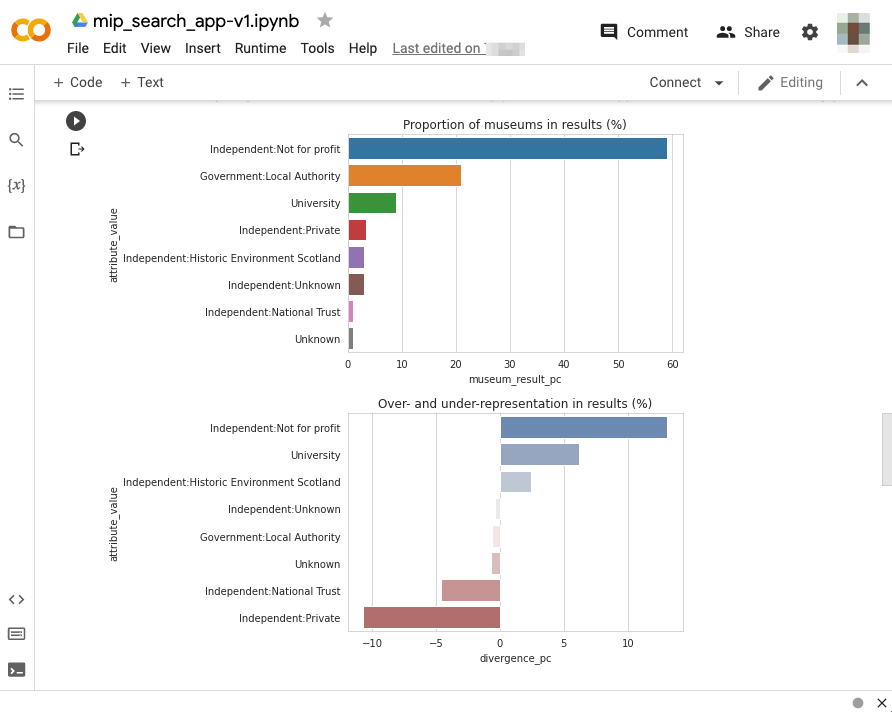 mip_search_app-v1.ipynb
File Edit View Insert Runtime Tools Help Last edited on
Comment Share
+ Code + Text Connect Editing
{x}
Proportion of museums in results (%)
attribute_value
Independent:Not for profit
Government:Local Authority
University
Independent:Private
Independent:Historic Environment Scotland
Independent:Unknown
Independent:National Trust
Unknown
0 10 20 30 40 50 60
museum_result_pc
Over- and under-representation in results (%)
attribute_value
Independent:Not for profit
University
Independent:Historic Environment Scotland
Independent:Unknown
Government:Local Authority
Unknown
Independent:National Trust
Independent:Private
−10 −5 0 5 10
divergence_pc